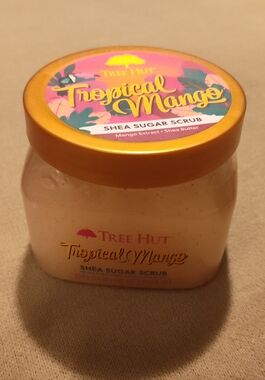 TREE HUT
Tropical
Mango
SHEA SUGAR SCRUB
Mango Extract • Shea Butter
TREE HUT
Tropical Mango
SHEA SUGAR SCRUB